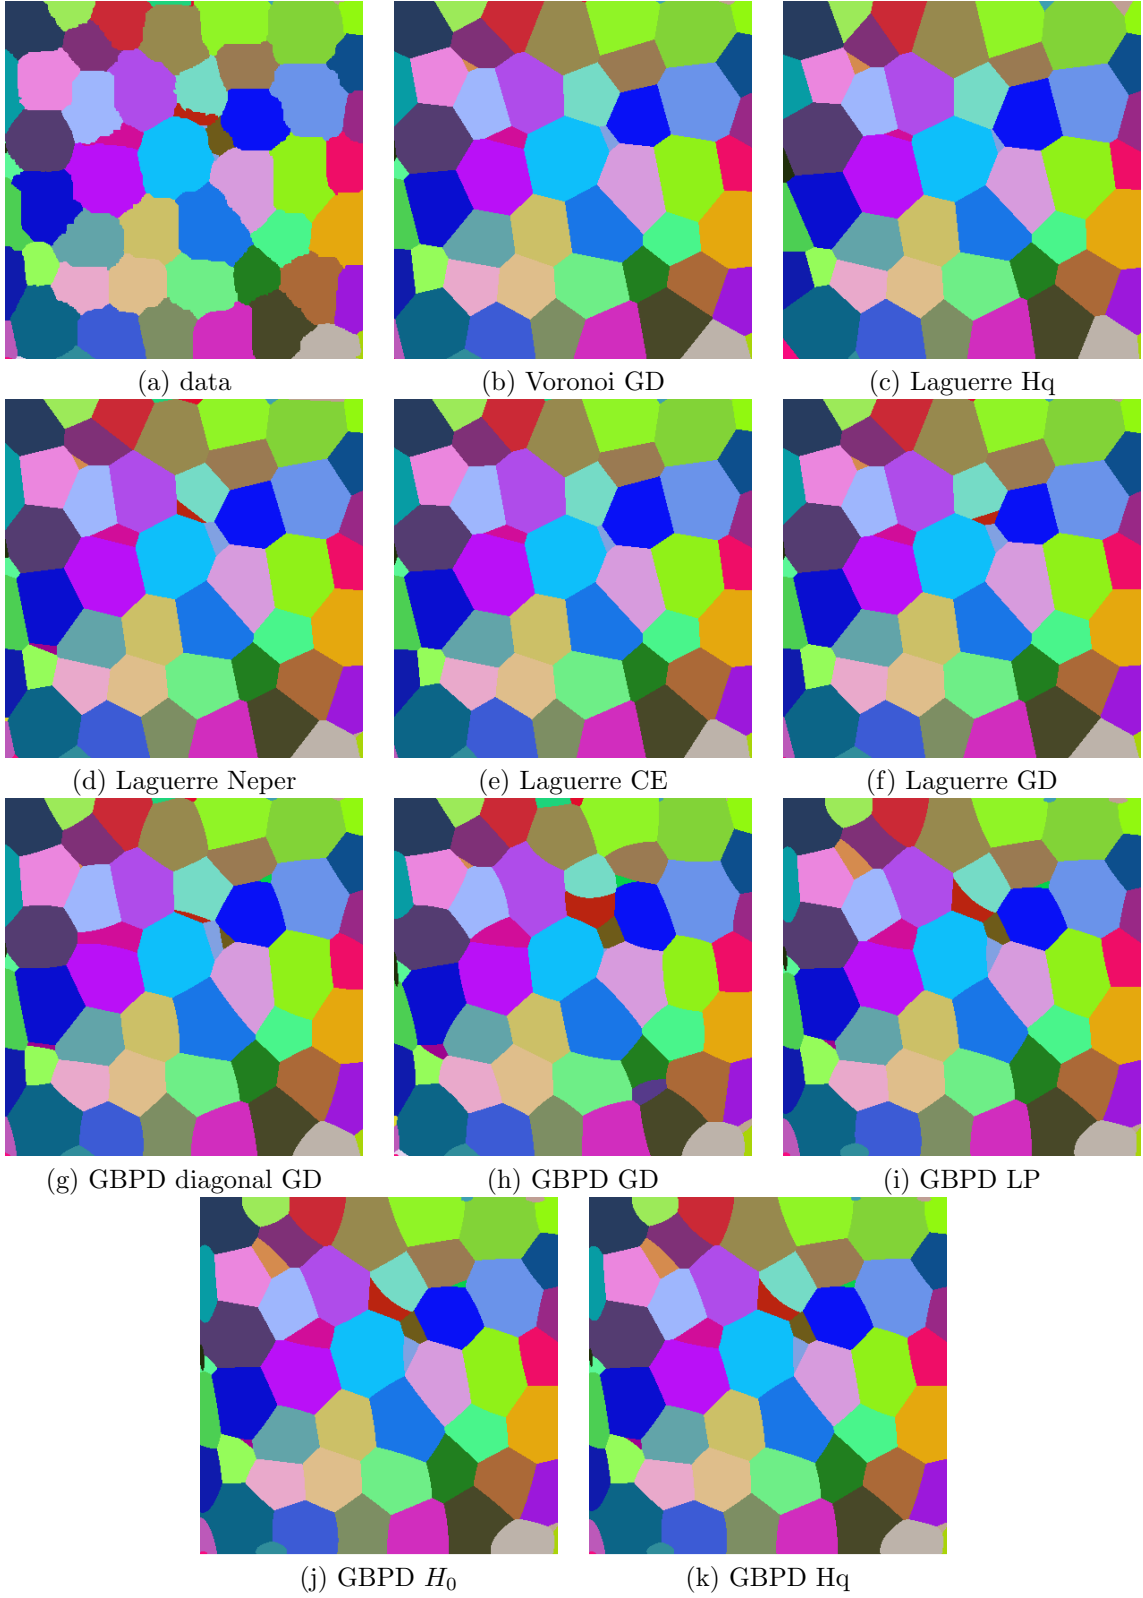 (a) data
(b) Voronoi GD
(c) Laguerre Hq
(d) Laguerre Neper
(e) Laguerre CE
(f) Laguerre GD
(g) GBPD diagonal GD
(h) GBPD GD
(i) GBPD LP
(j) GBPD H₀
(k) GBPD Hq